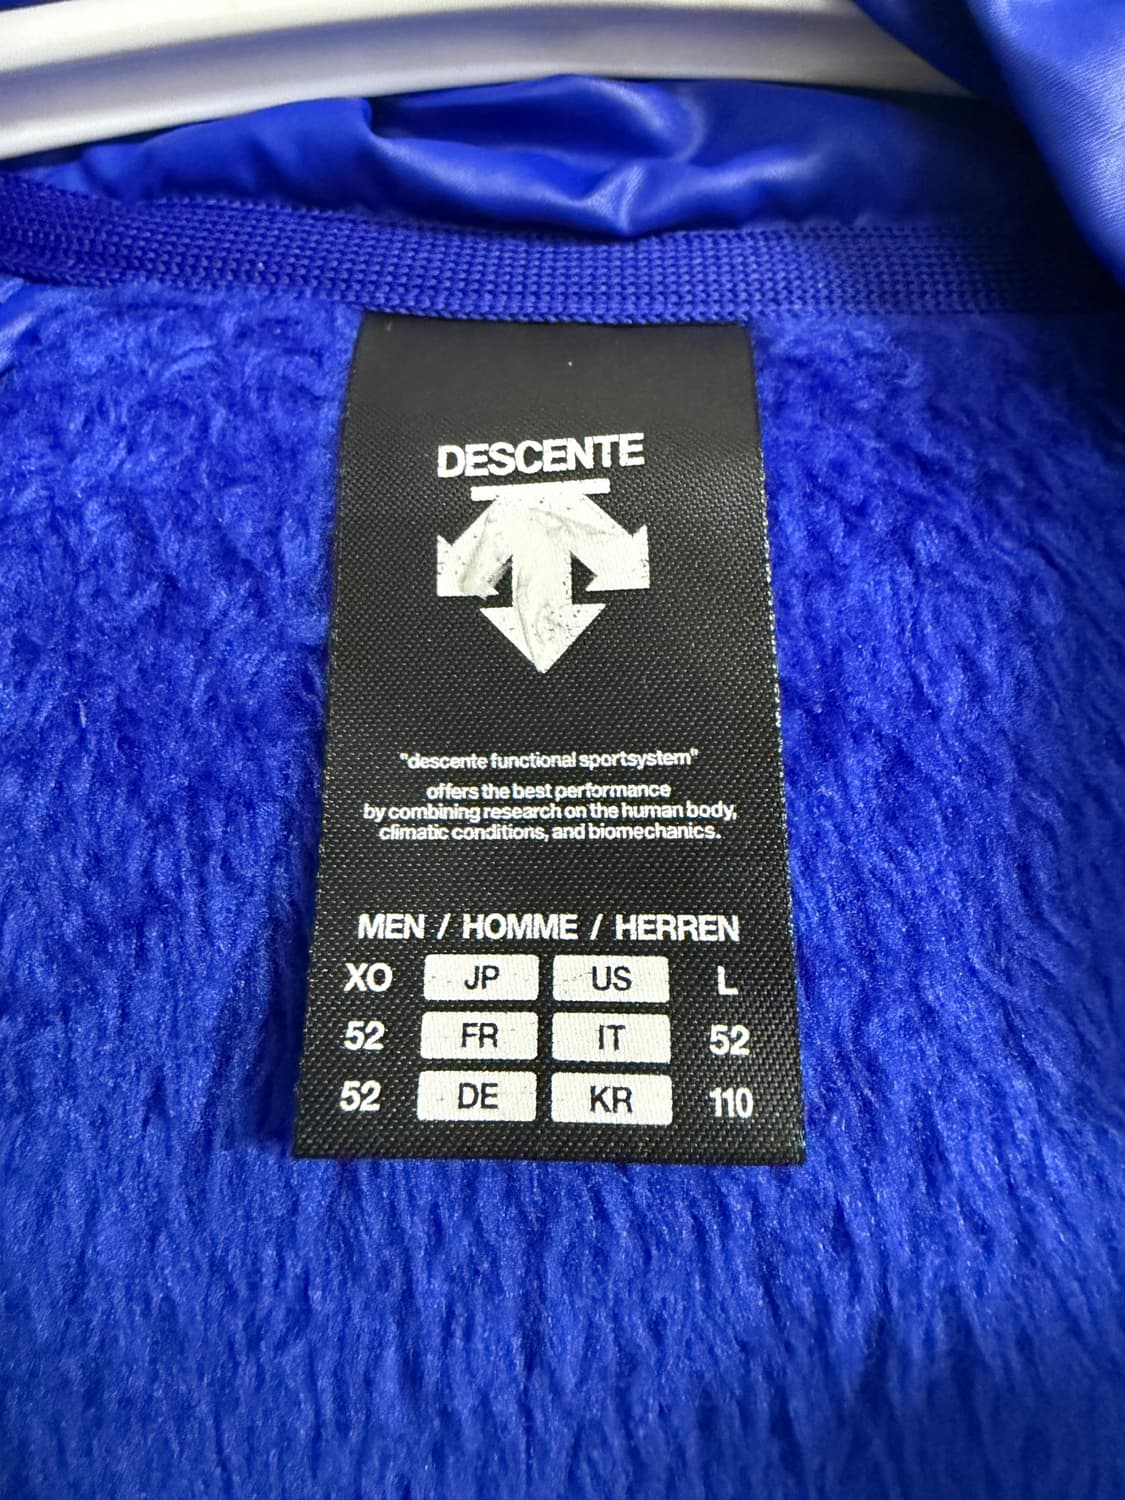 DESCENTE
"descente functional sportsystem"
offers the best performance
by combining research on the human body,
climatic conditions, and biomechanics.
MEN / HOMME / HERREN
XO JP US L
52 FR IT 52
52 DE KR 110